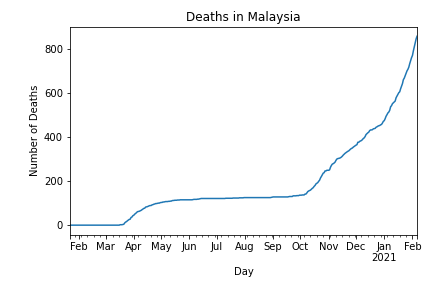 Deaths in Malaysia
Number of Deaths
800
600
400
200
0
Feb Mar Apr May Jun Jul Aug Sep Oct Nov Dec Jan Feb
2021
Day